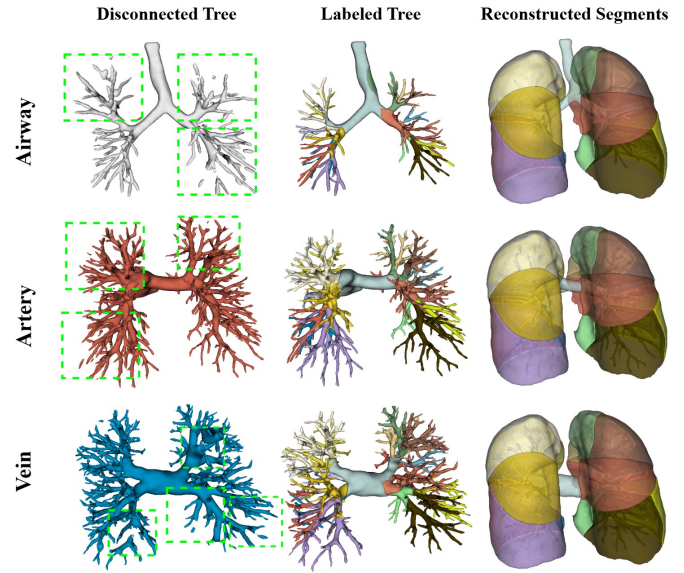 Disconnected Tree
Labeled Tree
Reconstructed Segments
Airway
Artery
Vein